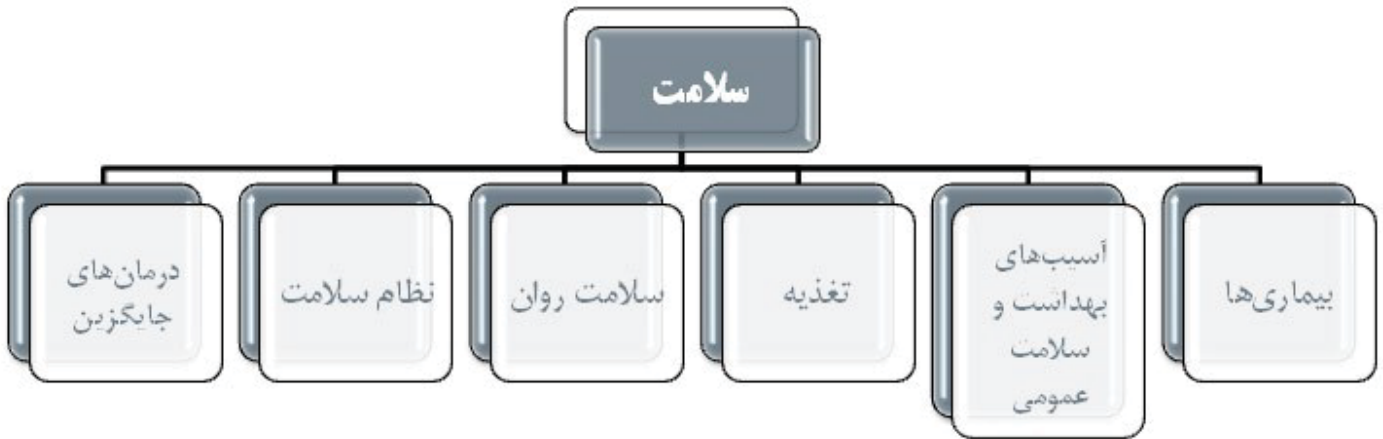 سلامت
بیماری‌ها
آسیب‌های
بهداشت و
سلامت
عمومی
تغذیه
سلامت روان
نظام سلامت
درمان‌های
جایگزین